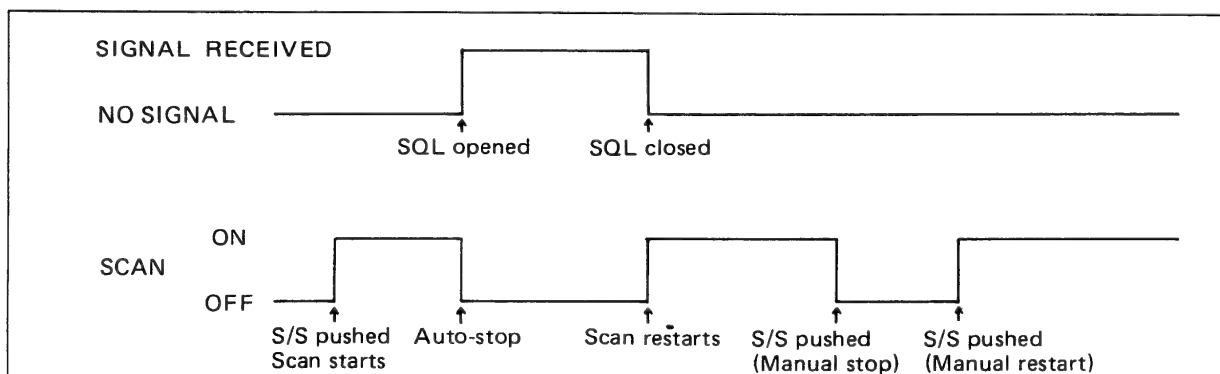 SIGNAL RECEIVED
NO SIGNAL
SQL opened
SQL closed
SCAN
ON
OFF
S/S pushed
Scan starts
Auto-stop
Scan restarts
S/S pushed
(Manual stop)
S/S pushed
(Manual restart)